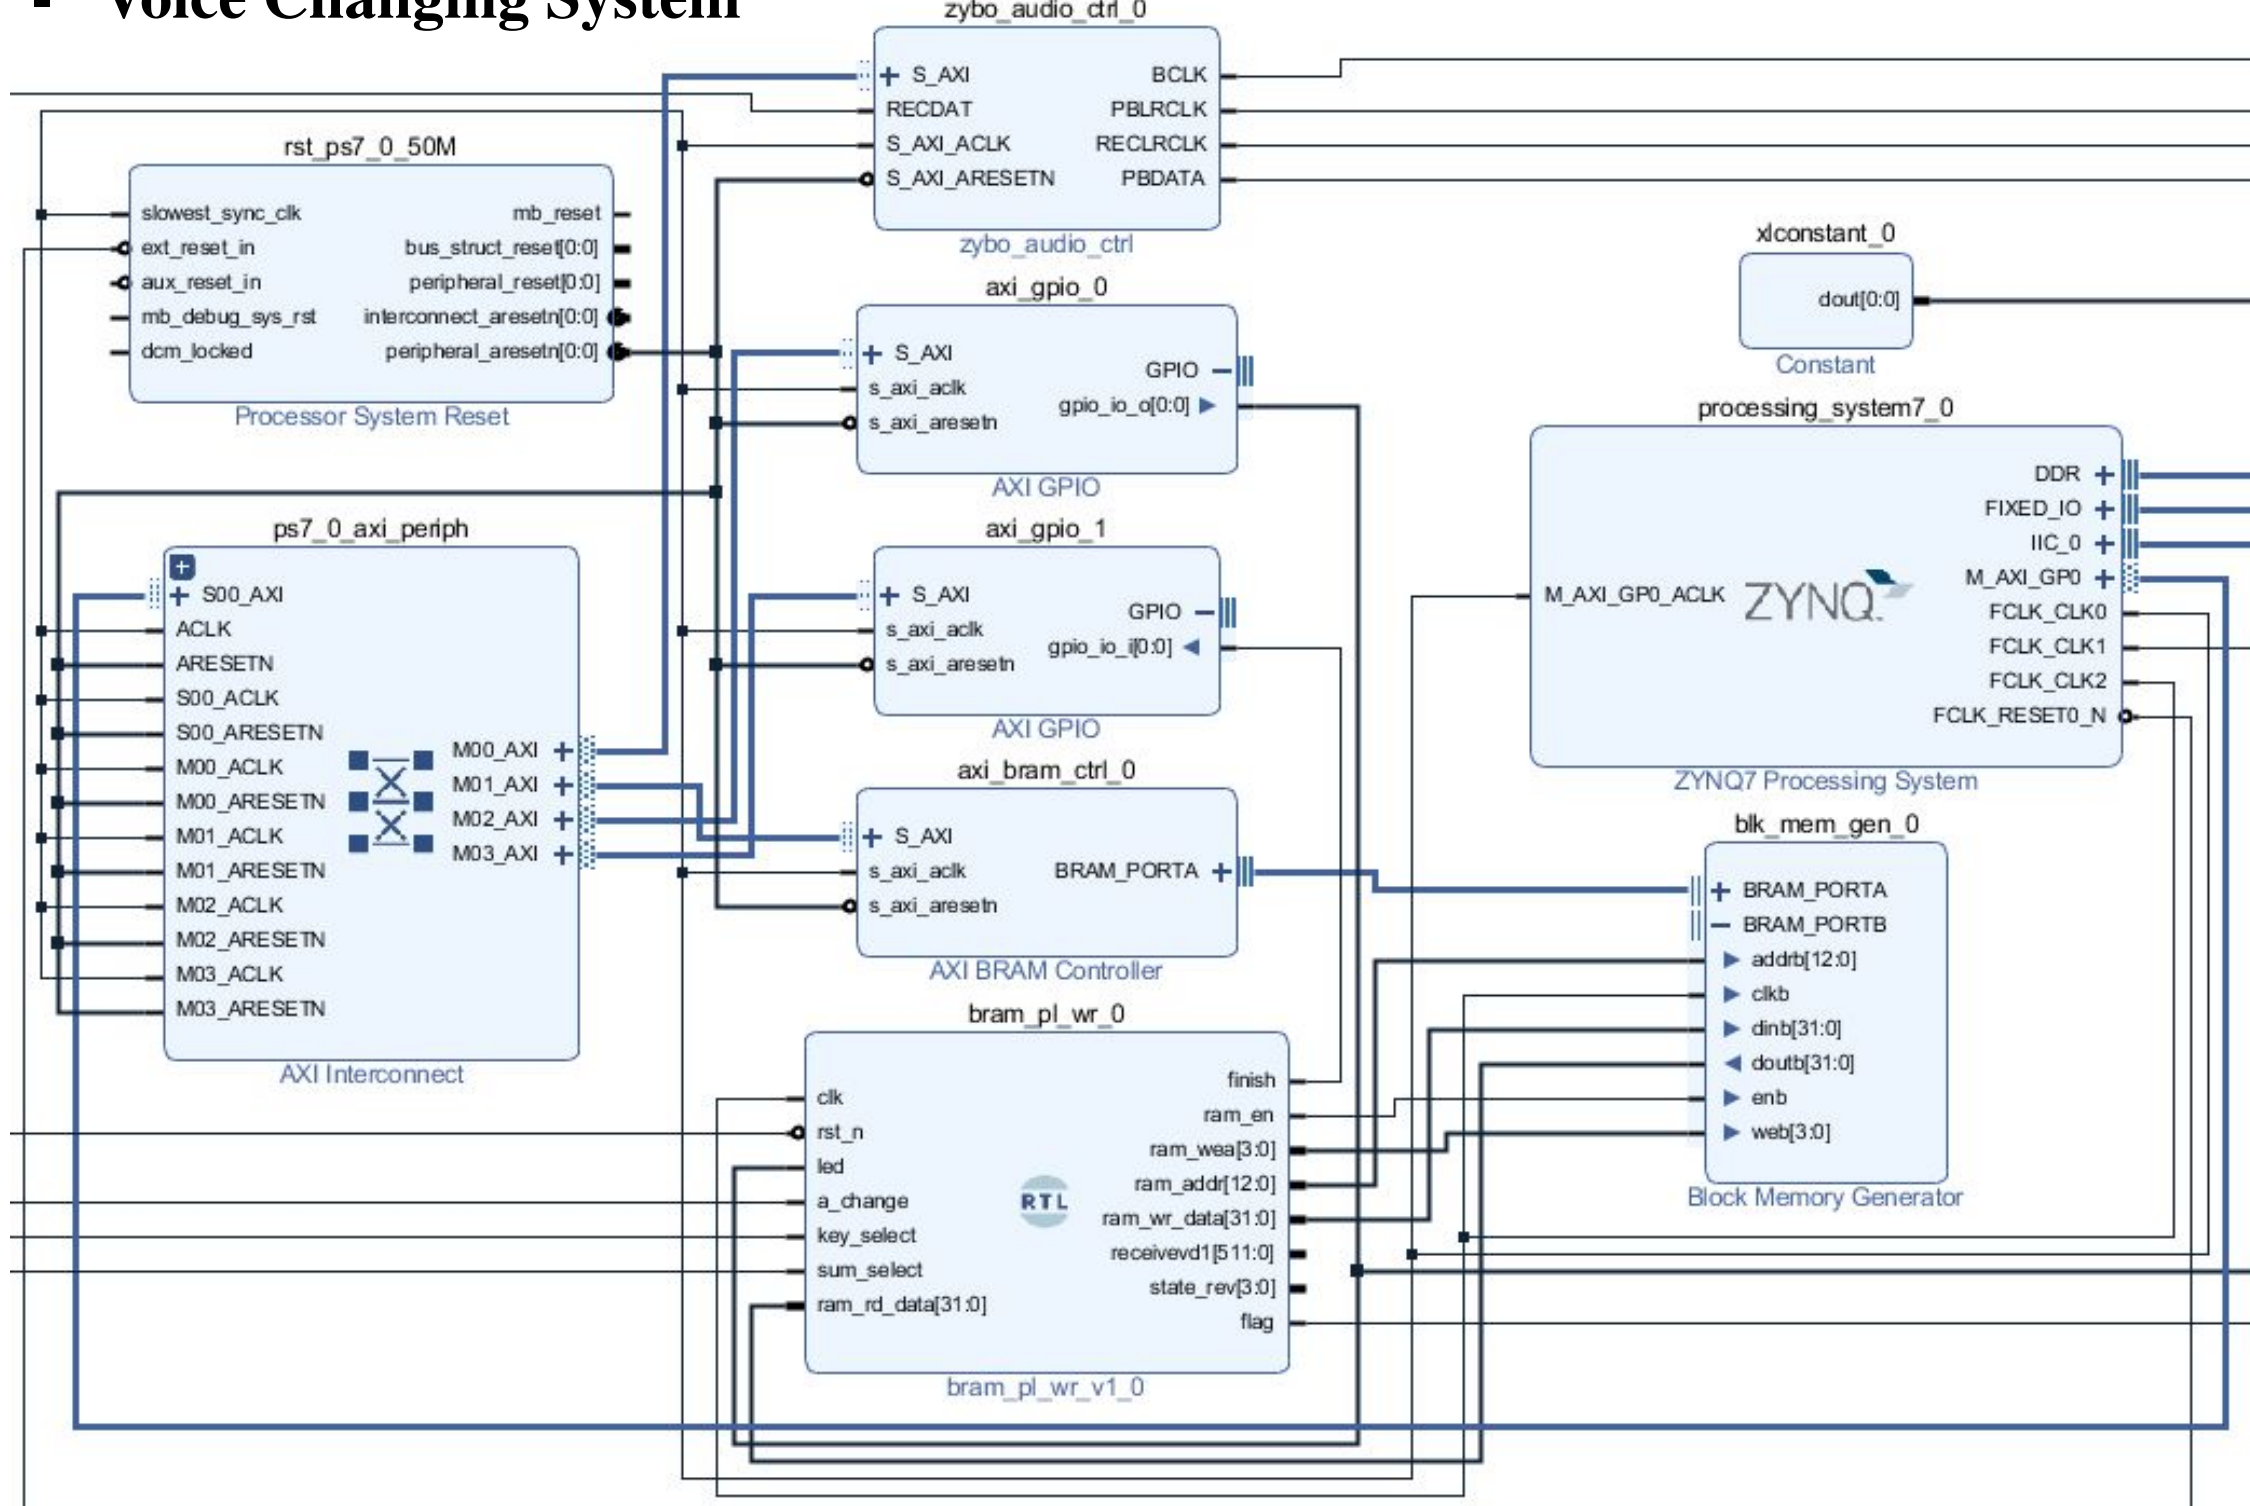 ▪ Voice Changing System
zybo_audio_ctrl_0
S_AXI
RECDAT
S_AXI_ACLK
S_AXI_ARESETN
BCLK
PBLRCLK
RECLRCLK
PBDATA
zybo_audio_ctrl
rst_ps7_0_50M
slowest_sync_clk
ext_reset_in
aux_reset_in
mb_debug_sys_rst
dcm_locked
mb_reset
bus_struct_reset[0:0]
peripheral_reset[0:0]
interconnect_aresetn[0:0]
peripheral_aresetn[0:0]
Processor System Reset
axi_gpio_0
S_AXI
s_axi_aclk
s_axi_aresetn
GPIO
gpio_io_o[0:0]
AXI GPIO
xlconstant_0
dout[0:0]
Constant
ps7_0_axi_periph
S00_AXI
ACLK
ARESETN
S00_ACLK
S00_ARESETN
M00_ACLK
M00_ARESETN
M01_ACLK
M01_ARESETN
M02_ACLK
M02_ARESETN
M03_ACLK
M03_ARESETN
M00_AXI
M01_AXI
M02_AXI
M03_AXI
AXI Interconnect
axi_gpio_1
S_AXI
s_axi_aclk
s_axi_aresetn
GPIO
gpio_io_i[0:0]
AXI GPIO
processing_system7_0
M_AXI_GP0_ACLK
ZYNQ.
DDR
FIXED_IO
IIC_0
M_AXI_GP0
FCLK_CLK0
FCLK_CLK1
FCLK_CLK2
FCLK_RESET0_N
ZYNQ7 Processing System
axi_bram_ctrl_0
S_AXI
s_axi_aclk
s_axi_aresetn
BRAM_PORTA
AXI BRAM Controller
blk_mem_gen_0
BRAM_PORTA
BRAM_PORTB
addrb[12:0]
clkb
dinb[31:0]
doutb[31:0]
enb
web[3:0]
Block Memory Generator
bram_pl_wr_0
clk
rst_n
led
a_change
key_select
sum_select
ram_rd_data[31:0]
RTL
finish
ram_en
ram_wea[3:0]
ram_addr[12:0]
ram_wr_data[31:0]
receivevd1[511:0]
state_rev[3:0]
flag
bram_pl_wr_v1_0